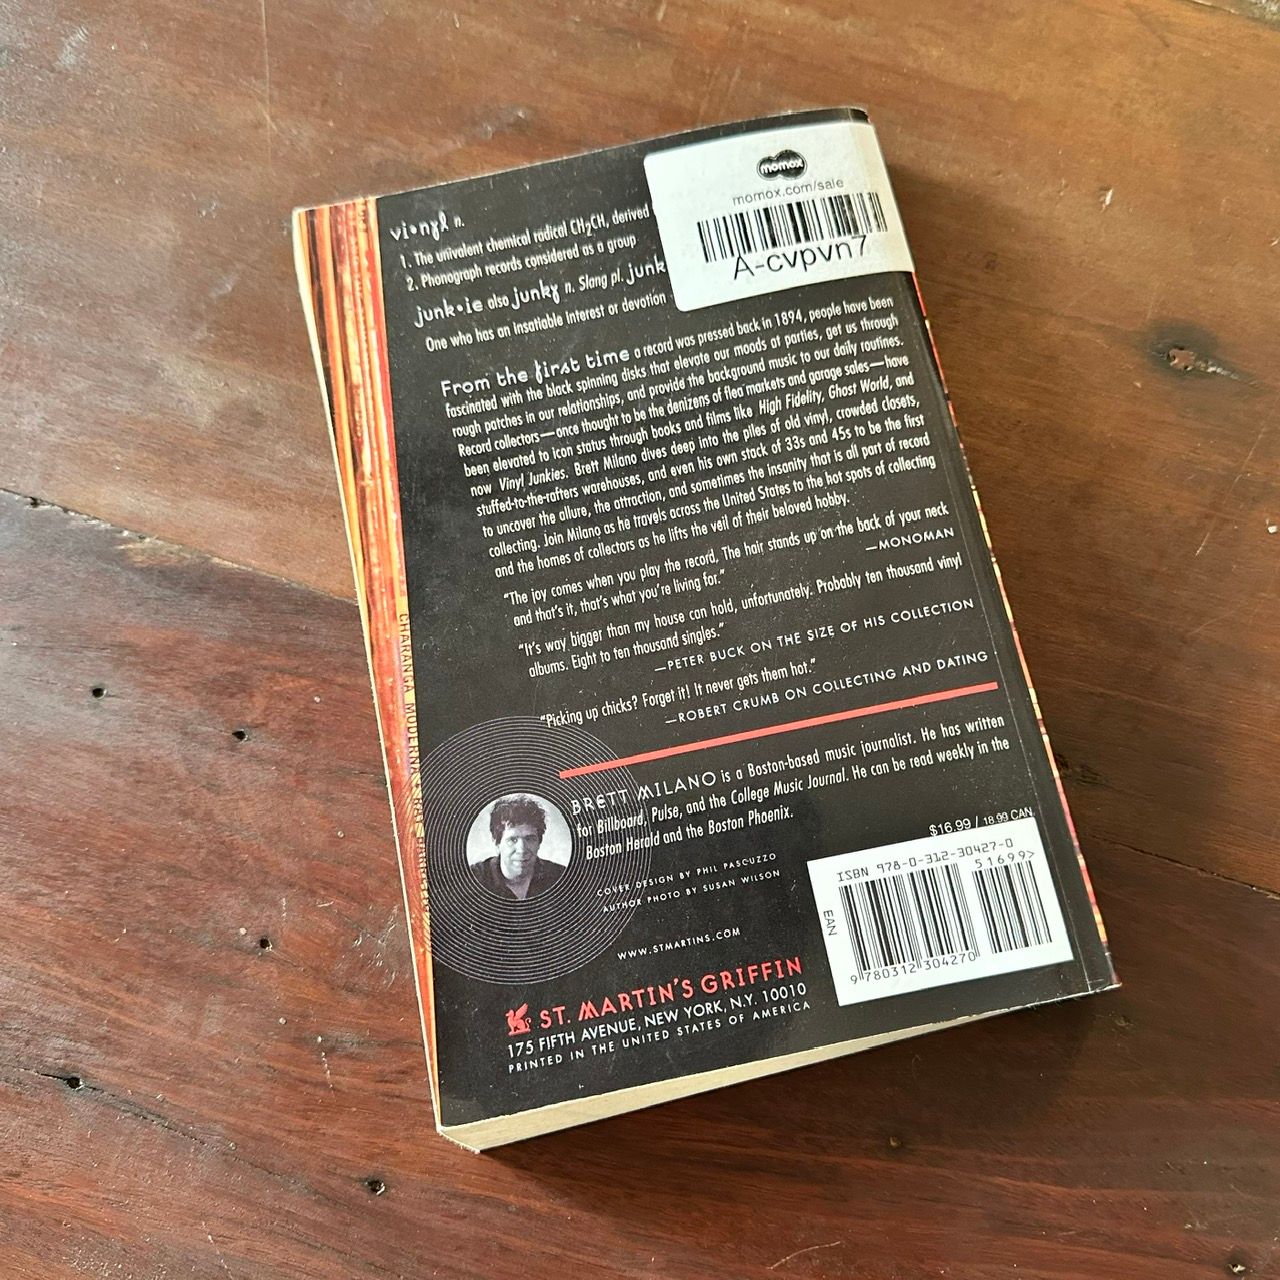 momox
momox.com/sale
A-cvpvn7
vi•nyl n.
1. The univalent chemical radical CH2CH, derived
2. Phonograph records considered as a group
junk•ie also junky n. Slang pl. junk
One who has an insatiable interest or devotion
From the first time a record was pressed back in 1894, people have been
fascinated with the black spinning disks that elevate our moods at parties, get us through
rough patches in our relationships, and provide the background music to our daily routines.
Record collectors—once thought to be the denizens of flea markets and garage sales—have
been elevated to icon status through books and films like High Fidelity, Ghost World, and
now Vinyl Junkies. Brett Milano dives deep into the piles of old vinyl, crowded closets,
stuffed-to-the-rafters warehouses, and even his own stack of 33s and 45s to be the first
to uncover the allure, the attraction, and sometimes the insanity that is all part of record
collecting. Join Milano as he travels across the United States to the hot spots of collecting
and the homes of collectors as he lifts the veil of their beloved hobby.
"The joy comes when you play the record, The hair stands up on the back of your neck
and that's it, that's what you're living for."
—MONOMAN
"It's way bigger than my house can hold, unfortunately. Probably ten thousand vinyl
albums. Eight to ten thousand singles."
—PETER BUCK ON THE SIZE OF HIS COLLECTION
"Picking up chicks? Forget it! It never gets them hot."
—ROBERT CRUMB ON COLLECTING AND DATING
BRETT MILANO is a Boston-based music journalist. He has written
for Billboard, Pulse, and the College Music Journal. He can be read weekly in the
Boston Herald and the Boston Phoenix.
COVER DESIGN BY PHIL PASCUZZO
AUTHOR PHOTO BY SUSAN WILSON
WWW.STMARTINS.COM
ST. MARTIN'S GRIFFIN
175 FIFTH AVENUE, NEW YORK, N.Y. 10010
PRINTED IN THE UNITED STATES OF AMERICA
$16.99 / 18.99 CAN
ISBN 978-0-312-30427-0
51699>
EAN
9 780312 304270
CHARANGA MODERNA